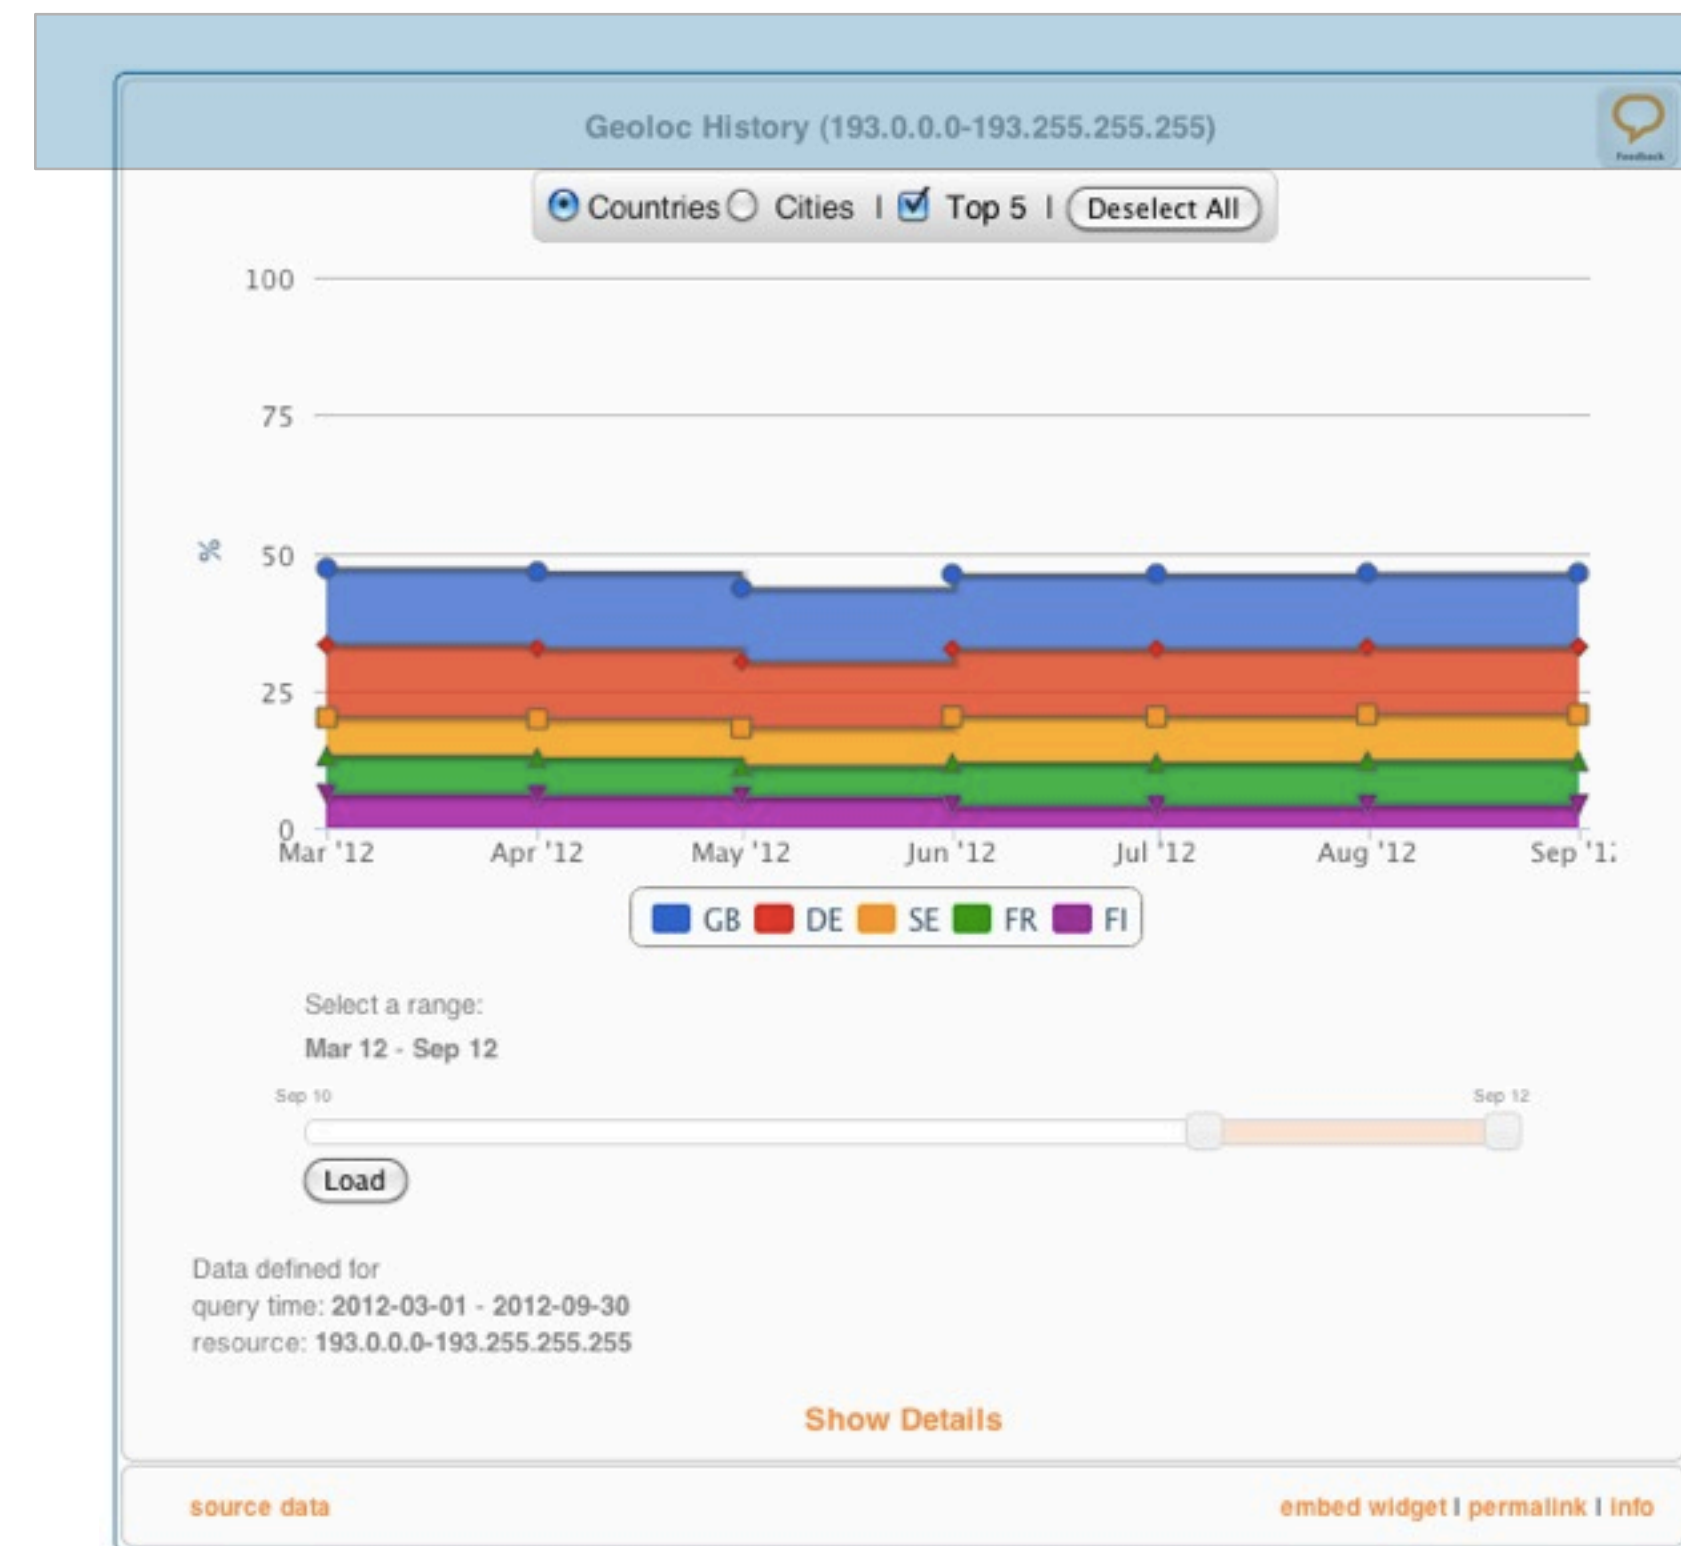 Geoloc History (193.0.0.0-193.255.255.255)
Feedback
Countries Cities | Top 5 | Deselect All
100
75
%
50
25
0
Mar '12 Apr '12 May '12 Jun '12 Jul '12 Aug '12 Sep '1
GB DE SE FR FI
Select a range:
Mar 12 - Sep 12
Sep 10 Sep 12
Load
Data defined for
query time: 2012-03-01 - 2012-09-30
resource: 193.0.0.0-193.255.255.255
Show Details
source data embed widget | permalink | info